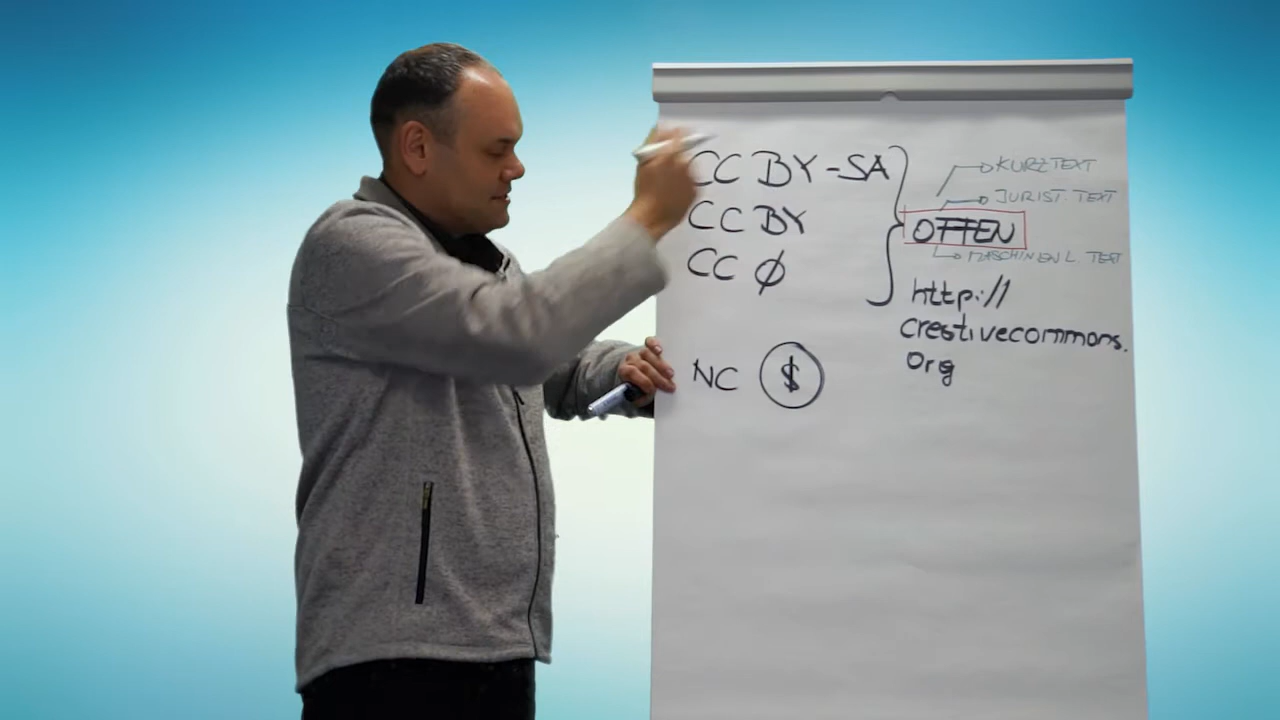 CC BY-SA
CC BY
CC Ø
NC $
KURZTEXT
JURIST. TEXT
OFFEN
MASCHINENL. TEXT
http://
creativecommons.
org